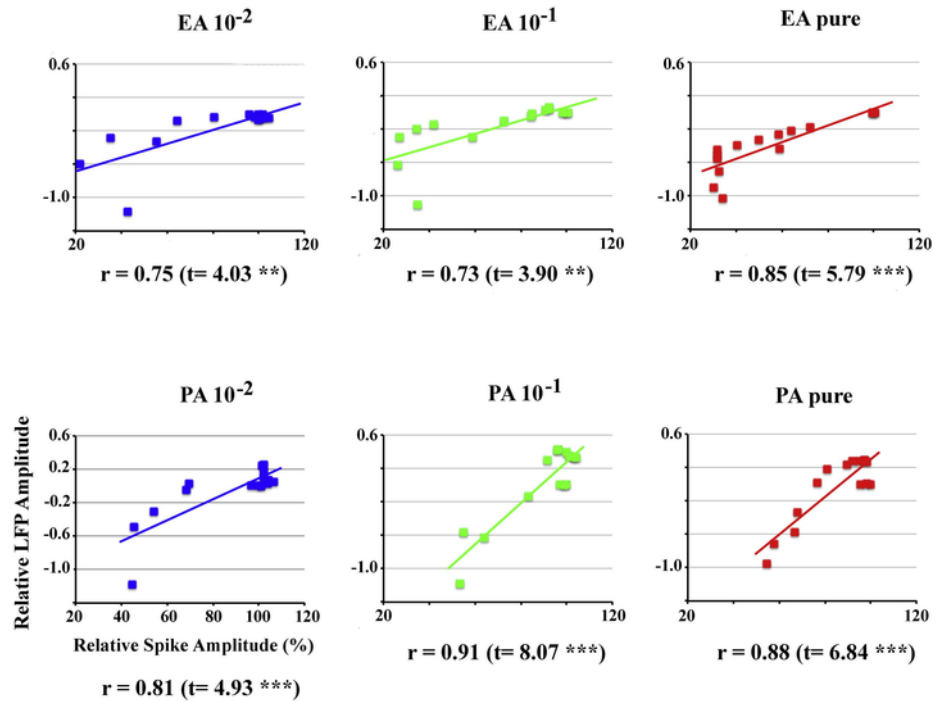 EA 10-2
EA 10-1
EA pure
0.6
-1.0
20
120
0.6
-1.0
20
120
0.6
-1.0
20
120
r = 0.75 (t= 4.03 **)
r = 0.73 (t= 3.90 **)
r = 0.85 (t= 5.79 ***)
PA 10-2
PA 10-1
PA pure
Relative LFP Amplitude
0.6
0.2
-0.2
-0.6
-1.0
20
40
60
80
100
120
Relative Spike Amplitude (%)
0.6
-1.0
20
120
0.6
-1.0
20
120
r = 0.81 (t= 4.93 ***)
r = 0.91 (t= 8.07 ***)
r = 0.88 (t= 6.84 ***)